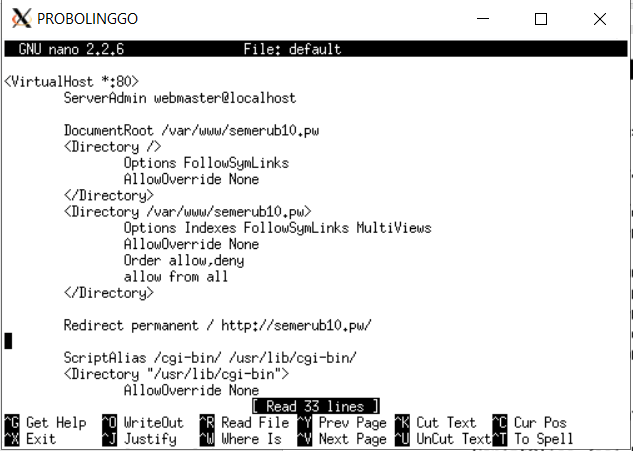 PROBOLINGGO
GNU nano 2.2.6 File: default
<VirtualHost *:80>
ServerAdmin webmaster@localhost
DocumentRoot /var/www/semerub10.pw
<Directory />
Options FollowSymLinks
AllowOverride None
</Directory>
<Directory /var/www/semerub10.pw>
Options Indexes FollowSymLinks MultiViews
AllowOverride None
Order allow,deny
allow from all
</Directory>
Redirect permanent / http://semerub10.pw/
ScriptAlias /cgi-bin/ /usr/lib/cgi-bin/
<Directory "/usr/lib/cgi-bin">
AllowOverride None
[ Read 33 lines ]
^G Get Help ^O WriteOut ^R Read File ^Y Prev Page ^K Cut Text ^C Cur Pos
^X Exit ^J Justify ^W Where Is ^V Next Page ^U UnCut Text ^T To Spell